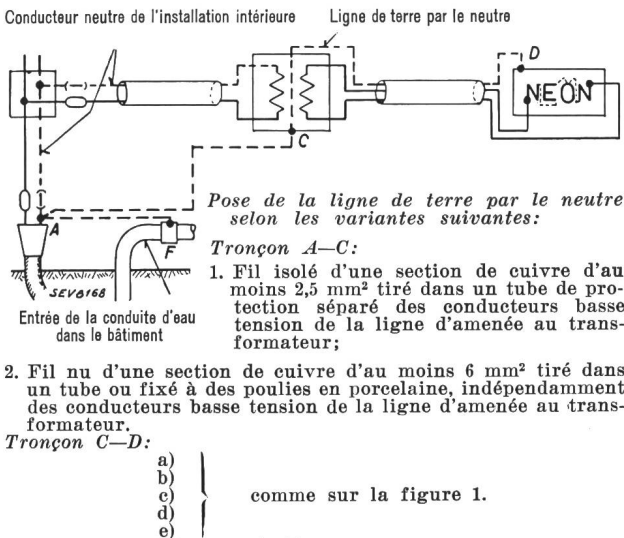 Conducteur neutre de l'installation intérieure
Ligne de terre par le neutre
D
NEON
C
A
F
SEV8168
Entrée de la conduite d'eau
dans le bâtiment
Pose de la ligne de terre par le neutre
selon les variantes suivantes:
Tronçon A—C:
1. Fil isolé d'une section de cuivre d'au
moins 2,5 mm² tiré dans un tube de pro-
tection séparé des conducteurs basse
tension de la ligne d'amenée au trans-
formateur;
2. Fil nu d'une section de cuivre d'au moins 6 mm² tiré dans
un tube ou fixé à des poulies en porcelaine, indépendamment
des conducteurs basse tension de la ligne d'amenée au trans-
formateur.
Tronçon C—D:
a)
b)
c)
d)
e)
comme sur la figure 1.